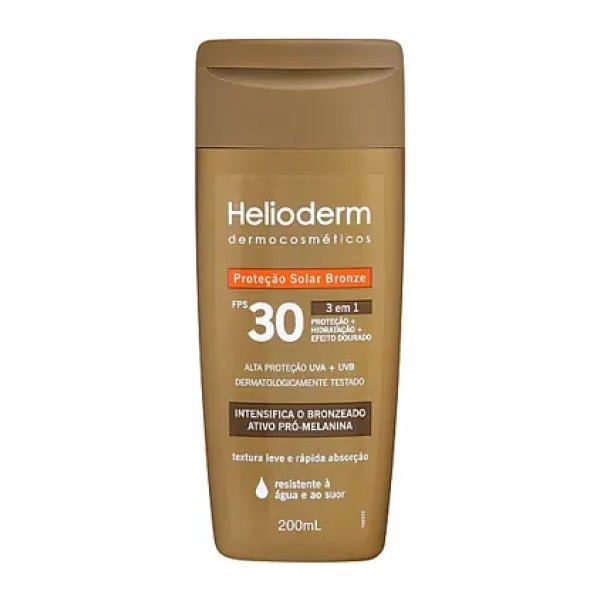 Helioderm
dermocosméticos
Proteção Solar Bronze
FPS 30
3 em 1
PROTEÇÃO +
HIDRATAÇÃO +
EFEITO DOURADO
ALTA PROTEÇÃO UVA + UVB
DERMATOLOGICAMENTE TESTADO
INTENSIFICA O BRONZEADO
ATIVO PRÓ-MELANINA
textura leve e rápida absorção
resistente à
água e ao suor
200mL